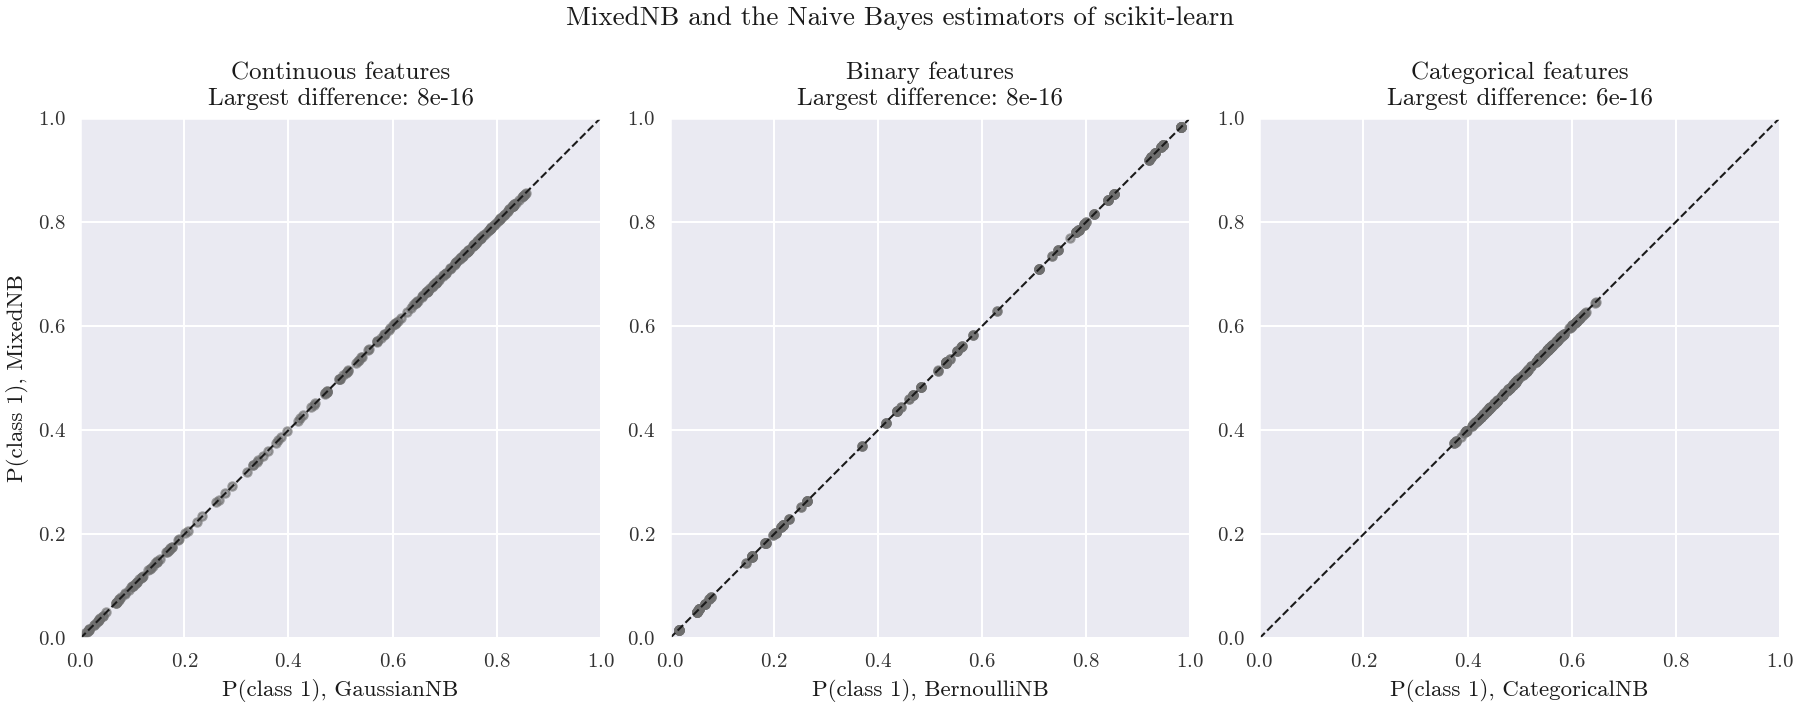 MixedNB and the Naive Bayes estimators of scikit-learn
Continuous features
Largest difference: 8e-16
P(class 1), MixedNB
1.0
0.8
0.6
0.4
0.2
0.0
0.0 0.2 0.4 0.6 0.8 1.0
P(class 1), GaussianNB
Binary features
Largest difference: 8e-16
1.0
0.8
0.6
0.4
0.2
0.0
0.0 0.2 0.4 0.6 0.8 1.0
P(class 1), BernoulliNB
Categorical features
Largest difference: 6e-16
1.0
0.8
0.6
0.4
0.2
0.0
0.0 0.2 0.4 0.6 0.8 1.0
P(class 1), CategoricalNB